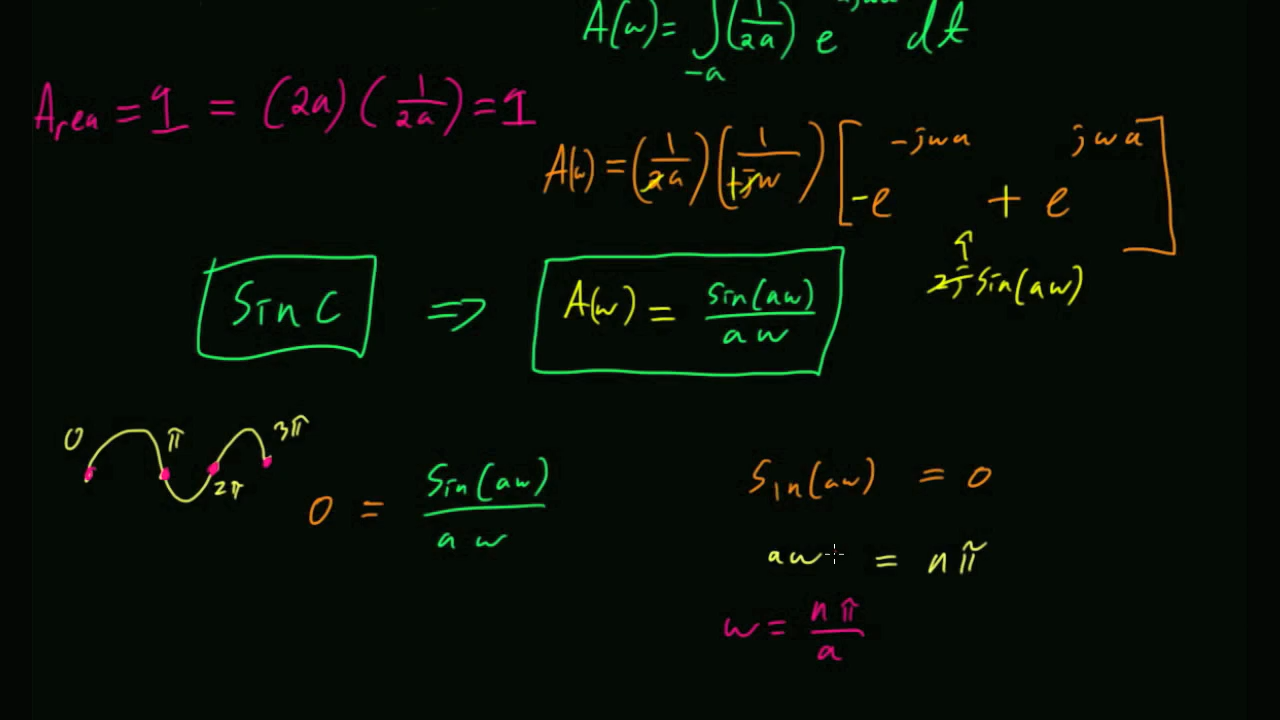 A(w) = ∫ (1/2a) e dt
-a
Area = 1 = (2a)(1/2a) = 1
A(w) = (1/2a)(1/+jw)[-e^{-jwa} + e^{jwa}]
2j sin(aw)
Sinc ⇒ A(w) = sin(aw)/aw
0 π 2π 3π
0 = Sin(aw)/aw
Sin(aw) = 0
aw = nπ
w = nπ/a